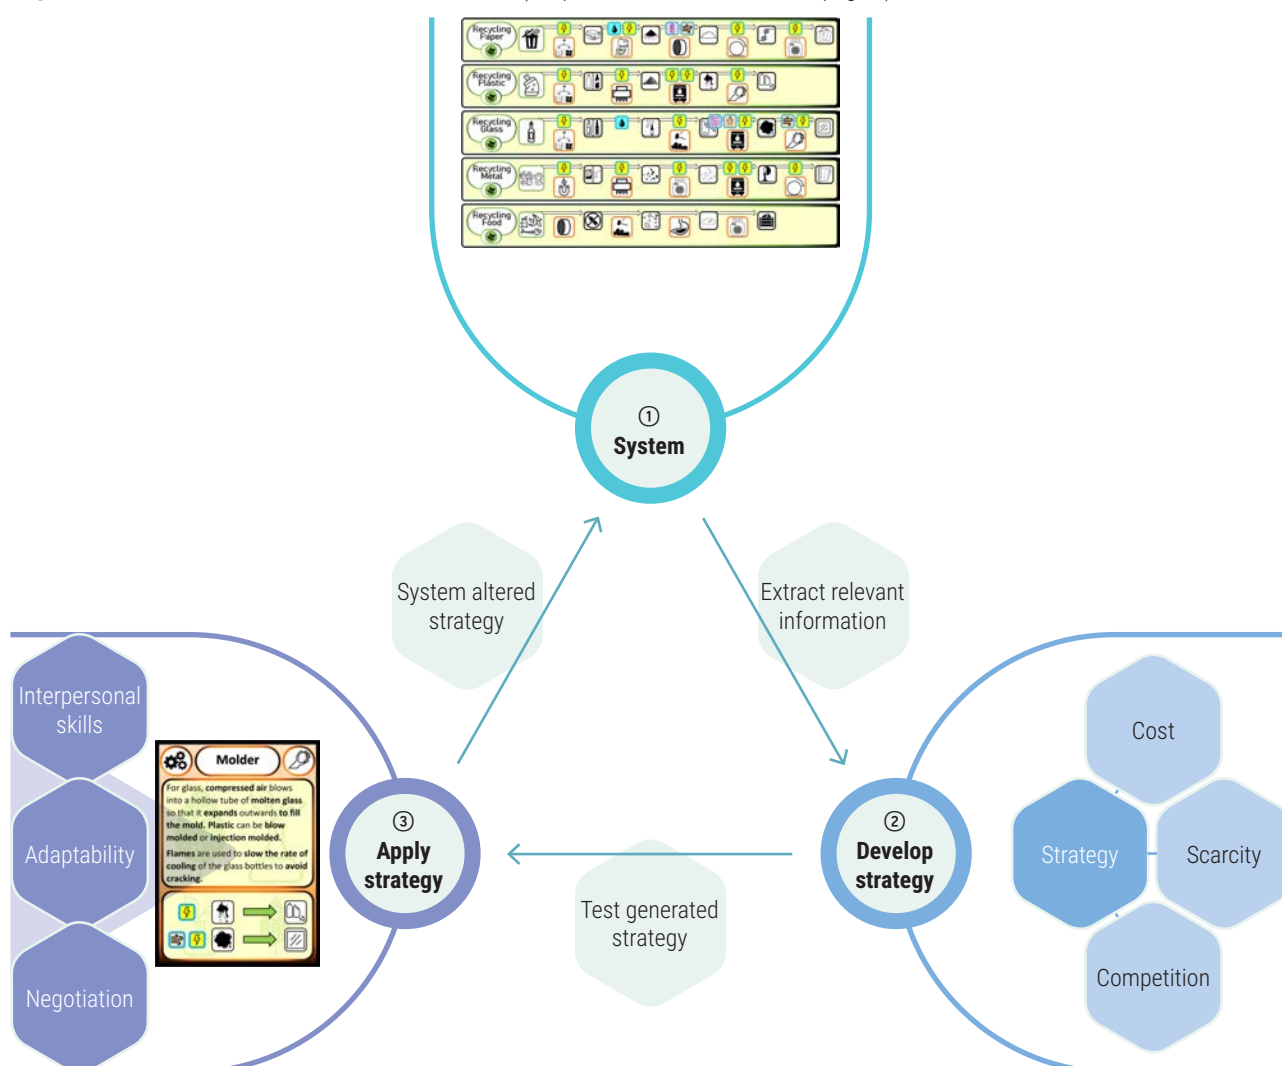 Recycling
Paper
Recycling
Plastic
Recycling
Glass
Recycling
Metal
Recycling
Food
①
System
System altered
strategy
Extract relevant
information
Interpersonal
skills
Adaptability
Negotiation
Molder
For glass, compressed air blows
into a hollow tube of molten glass
so that it expands outwards to fill
the mold. Plastic can be blow
molded or injection molded.
Flames are used to slow the rate of
cooling of the glass bottles to avoid
cracking.
③
Apply
strategy
Test generated
strategy
②
Develop
strategy
Cost
Strategy
Scarcity
Competition